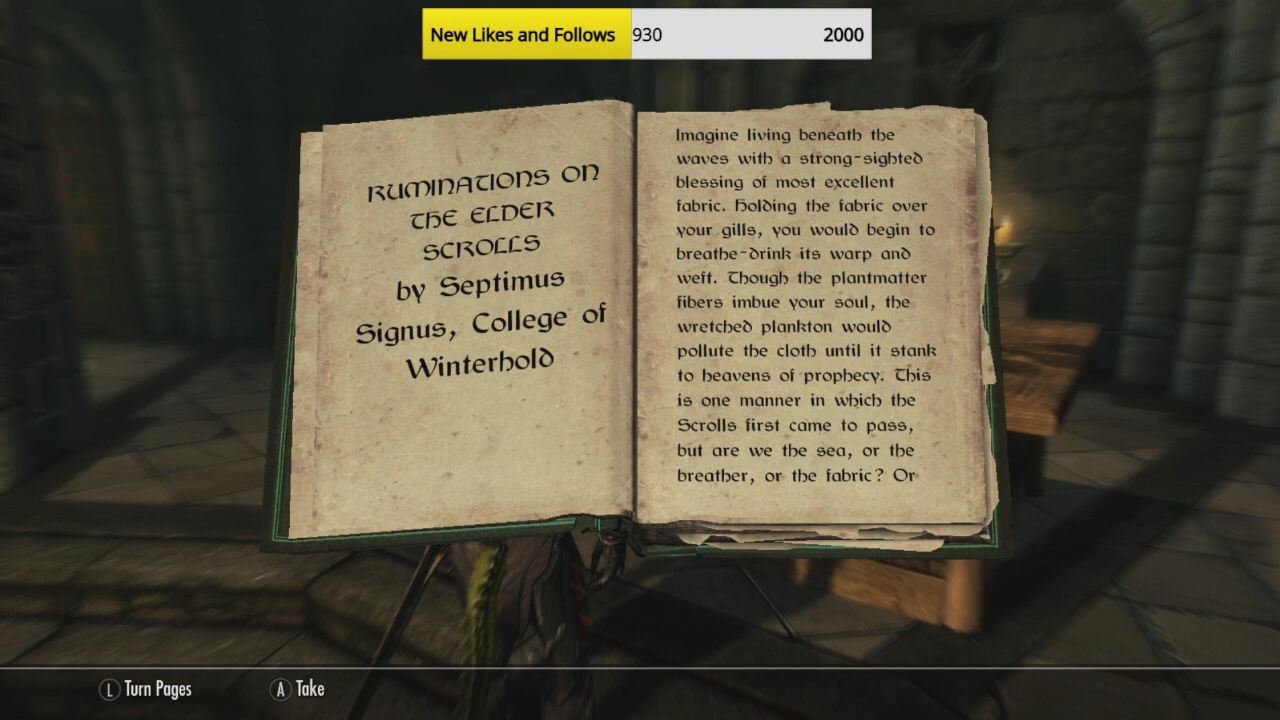 New Likes and Follows 930 2000
RUMINATIONS ON
THE ELDER
SCROLLS
by Septimus
Signus, College of
Winterhold
Imagine living beneath the
waves with a strong-sighted
blessing of most excellent
fabric. Holding the fabric over
your gills, you would begin to
breathe-drink its warp and
weft. Though the plantmatter
fibers imbue your soul, the
wretched plankton would
pollute the cloth until it stank
to heavens of prophecy. This
is one manner in which the
Scrolls first came to pass,
but are we the sea, or the
breather, or the fabric? Or
L Turn Pages A Take